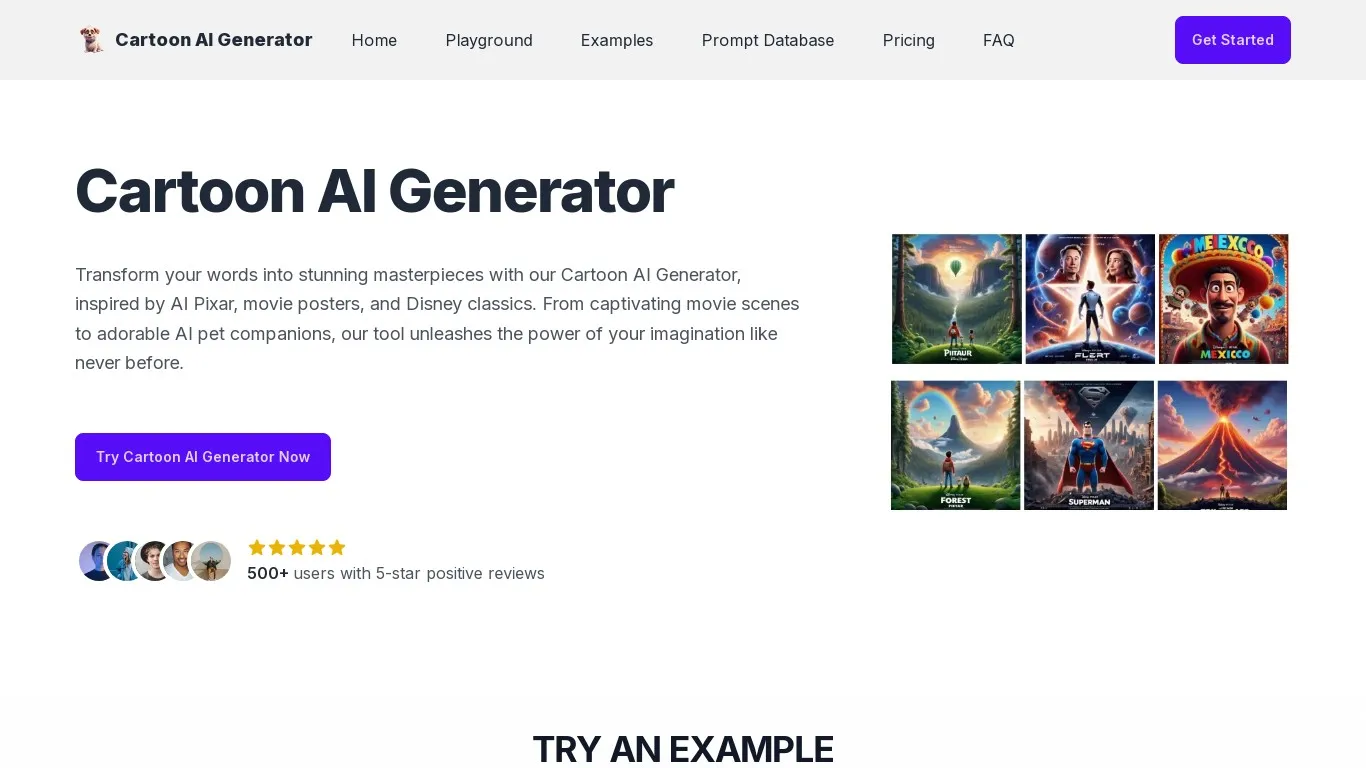 Cartoon AI Generator
Home
Playground
Examples
Prompt Database
Pricing
FAQ
Get Started
Cartoon AI Generator
Transform your words into stunning masterpieces with our Cartoon AI Generator,
inspired by AI Pixar, movie posters, and Disney classics. From captivating movie scenes
to adorable AI pet companions, our tool unleashes the power of your imagination like
never before.
Try Cartoon AI Generator Now
500+ users with 5-star positive reviews
FLERT
MEXICCO
FOREST
SUPERMAN
TRY AN EXAMPLE